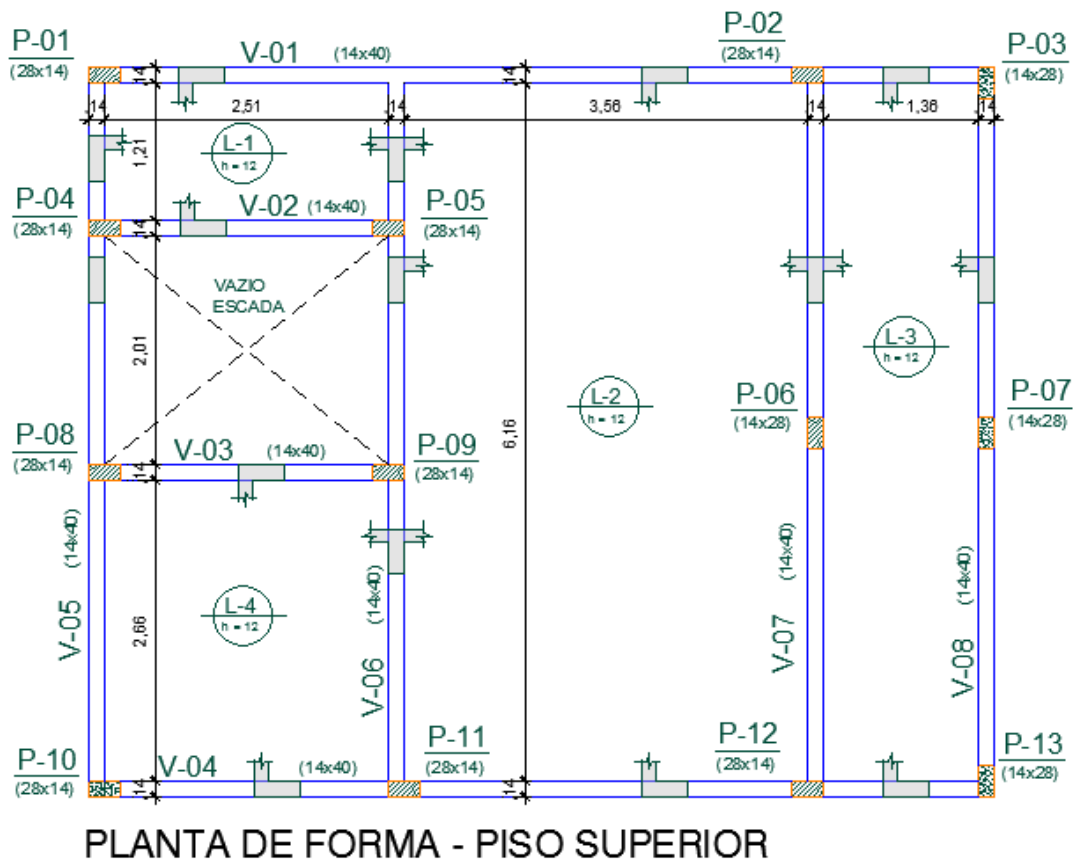 P-01
(28x14)
V-01 (14x40)
P-02
(28x14)
P-03
(14x28)
14
14
14
14
2,51
14
3,56
14
1,36
14
1,21
L-1
h = 12
P-04
(28x14)
14
V-02 (14x40)
P-05
(28x14)
VAZIO
ESCADA
2,01
L-3
h = 12
L-2
h = 12
6,16
P-06
(14x28)
P-07
(14x28)
P-08
(28x14)
14
V-03 (14x40)
P-09
(28x14)
V-05 (14x40)
2,66
L-4
h = 12
V-06 (14x40)
V-07 (14x40)
V-08 (14x40)
P-10
(28x14)
14
V-04 (14x40)
P-11
(28x14)
14
P-12
(28x14)
P-13
(14x28)
PLANTA DE FORMA - PISO SUPERIOR